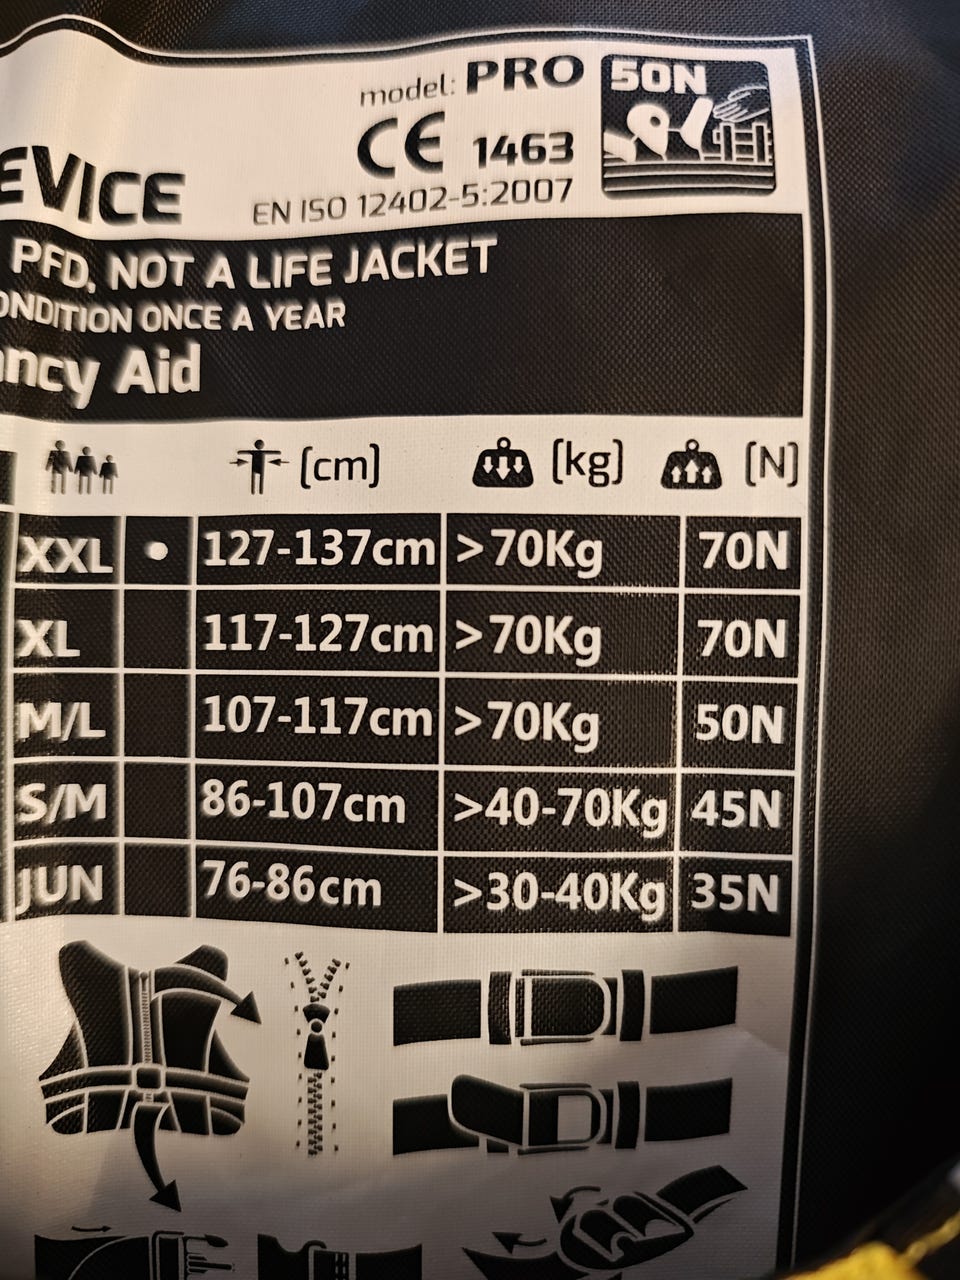 model: PRO
50N
CE 1463
EVICE
EN ISO 12402-5:2007
PFD, NOT A LIFE JACKET
ONDITION ONCE A YEAR
ncy Aid
(cm) (kg) (N)
XXL • 127-137cm >70Kg 70N
XL 117-127cm >70Kg 70N
M/L 107-117cm >70Kg 50N
S/M 86-107cm >40-70Kg 45N
JUN 76-86cm >30-40Kg 35N